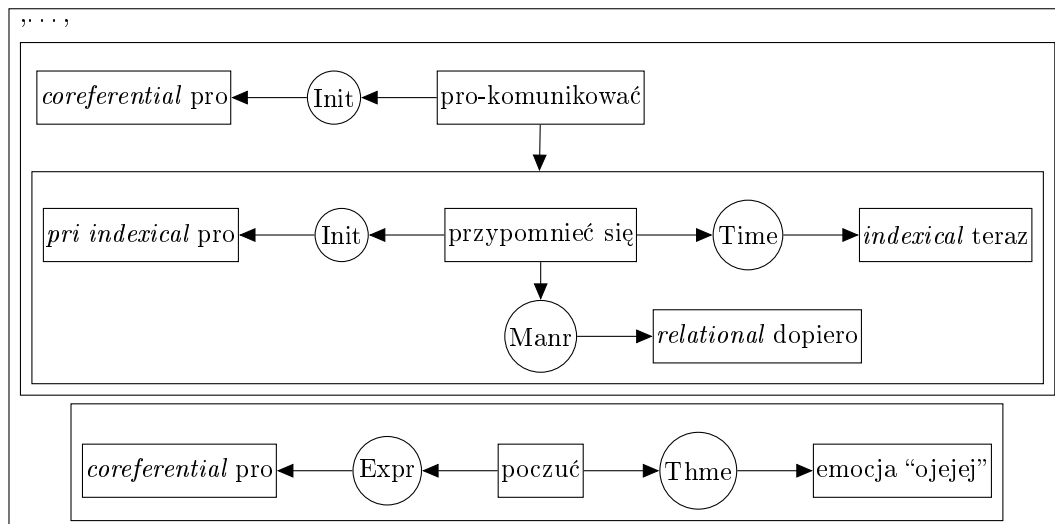 ,. . . ,
coreferential pro Init pro-komunikować
pri indexical pro Init przypomnieć się Time indexical teraz
Manr relational dopiero
coreferential pro Expr poczuć Thme emocja “ojejej”